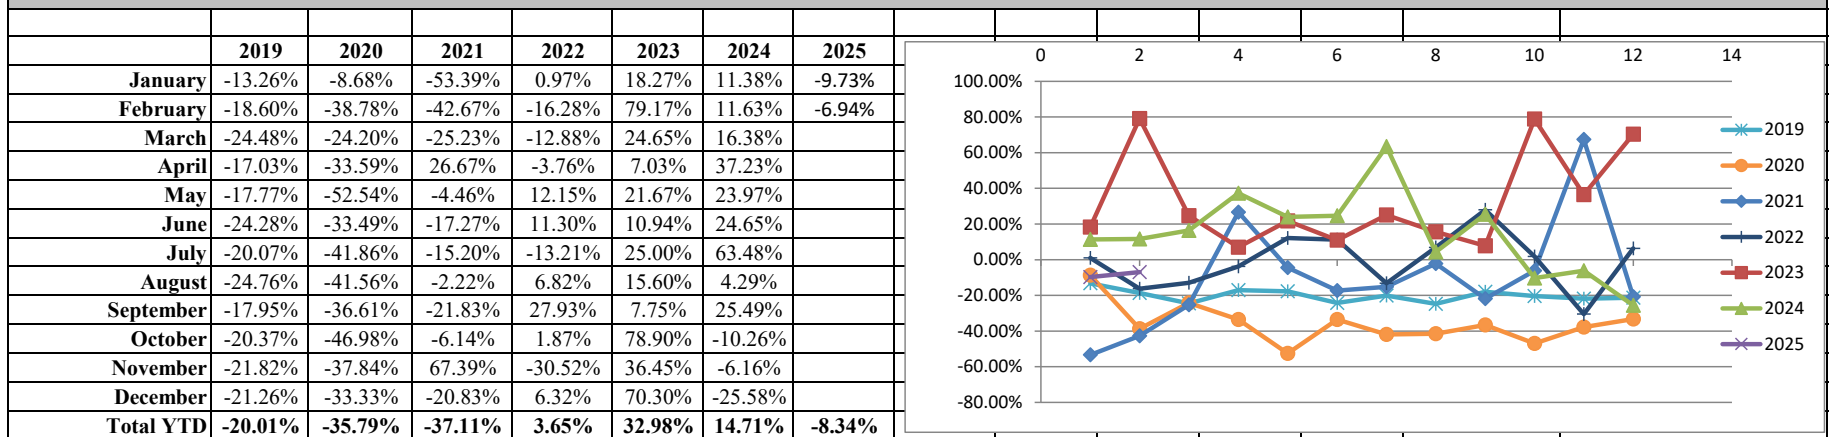 2019 2020 2021 2022 2023 2024 2025
January -13.26% -8.68% -53.39% 0.97% 18.27% 11.38% -9.73%
February -18.60% -38.78% -42.67% -16.28% 79.17% 11.63% -6.94%
March -24.48% -24.20% -25.23% -12.88% 24.65% 16.38%
April -17.03% -33.59% 26.67% -3.76% 7.03% 37.23%
May -17.77% -52.54% -4.46% 12.15% 21.67% 23.97%
June -24.28% -33.49% -17.27% 11.30% 10.94% 24.65%
July -20.07% -41.86% -15.20% -13.21% 25.00% 63.48%
August -24.76% -41.56% -2.22% 6.82% 15.60% 4.29%
September -17.95% -36.61% -21.83% 27.93% 7.75% 25.49%
October -20.37% -46.98% -6.14% 1.87% 78.90% -10.26%
November -21.82% -37.84% 67.39% -30.52% 36.45% -6.16%
December -21.26% -33.33% -20.83% 6.32% 70.30% -25.58%
Total YTD -20.01% -35.79% -37.11% 3.65% 32.98% 14.71% -8.34%
0 2 4 6 8 10 12 14
100.00%
80.00%
60.00%
40.00%
20.00%
0.00%
-20.00%
-40.00%
-60.00%
-80.00%
2019
2020
2021
2022
2023
2024
2025